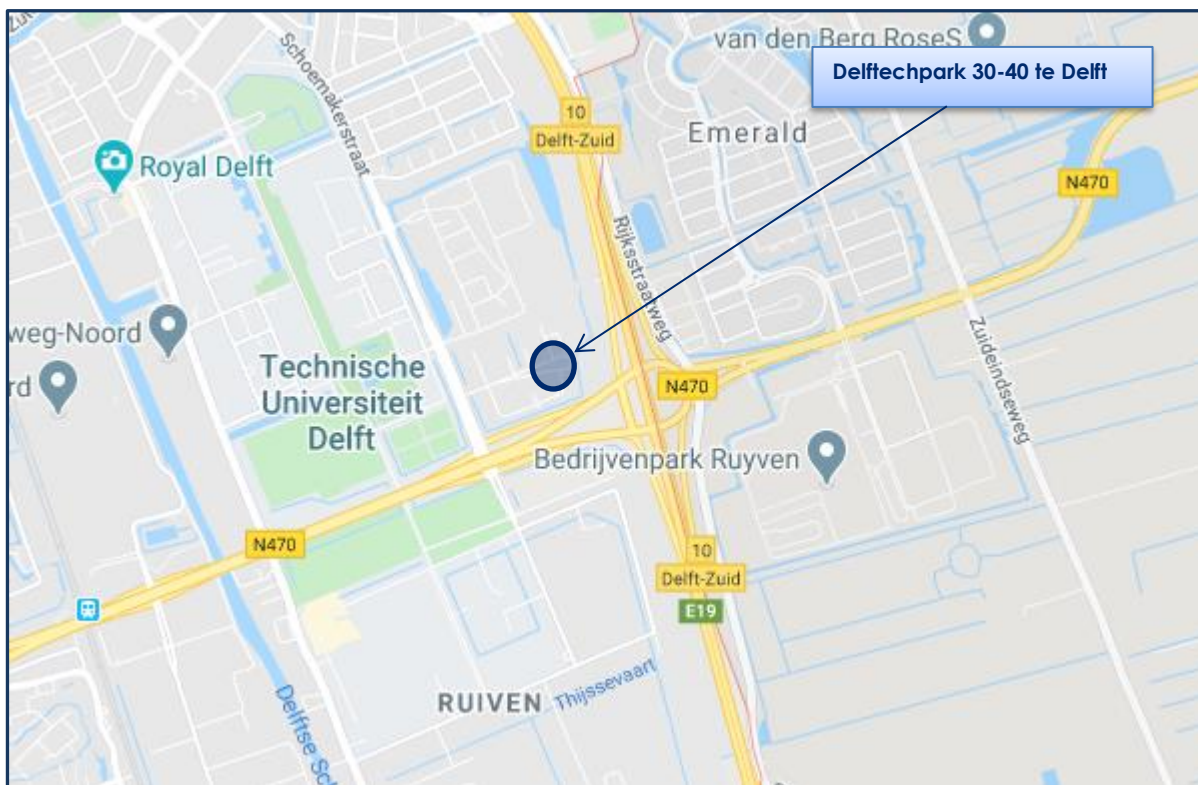 van den Berg RoseS
Delftechpark 30-40 te Delft
Schoemakerstraat
10
Delft-Zuid
Emerald
Royal Delft
N470
Rijksstraatweg
weg-Noord
rd
Technische
Universiteit
Delft
N470
Zuideindseweg
Bedrijvenpark Ruyven
N470
10
Delft-Zuid
E19
RUIVEN
Thijssevaart
Delftse Sc